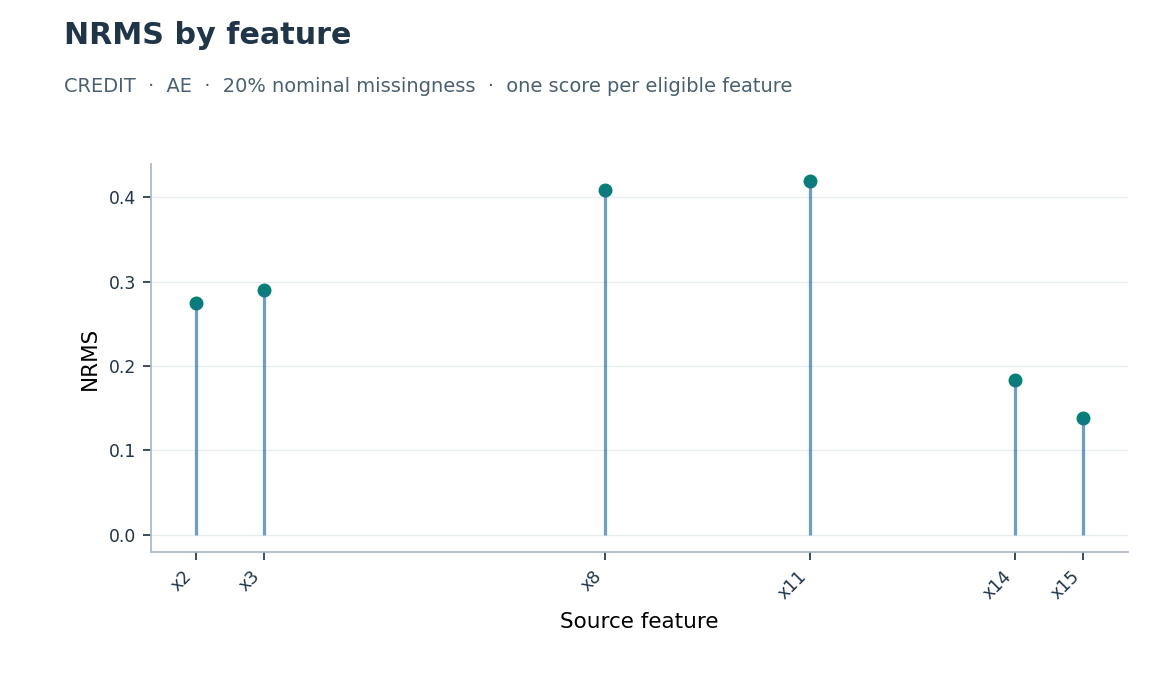 NRMS by feature
CREDIT · AE · 20% nominal missingness · one score per eligible feature
0.4
0.3
0.2
0.1
0.0
NRMS
x2 x3 x8 x11 x14 x15
Source feature